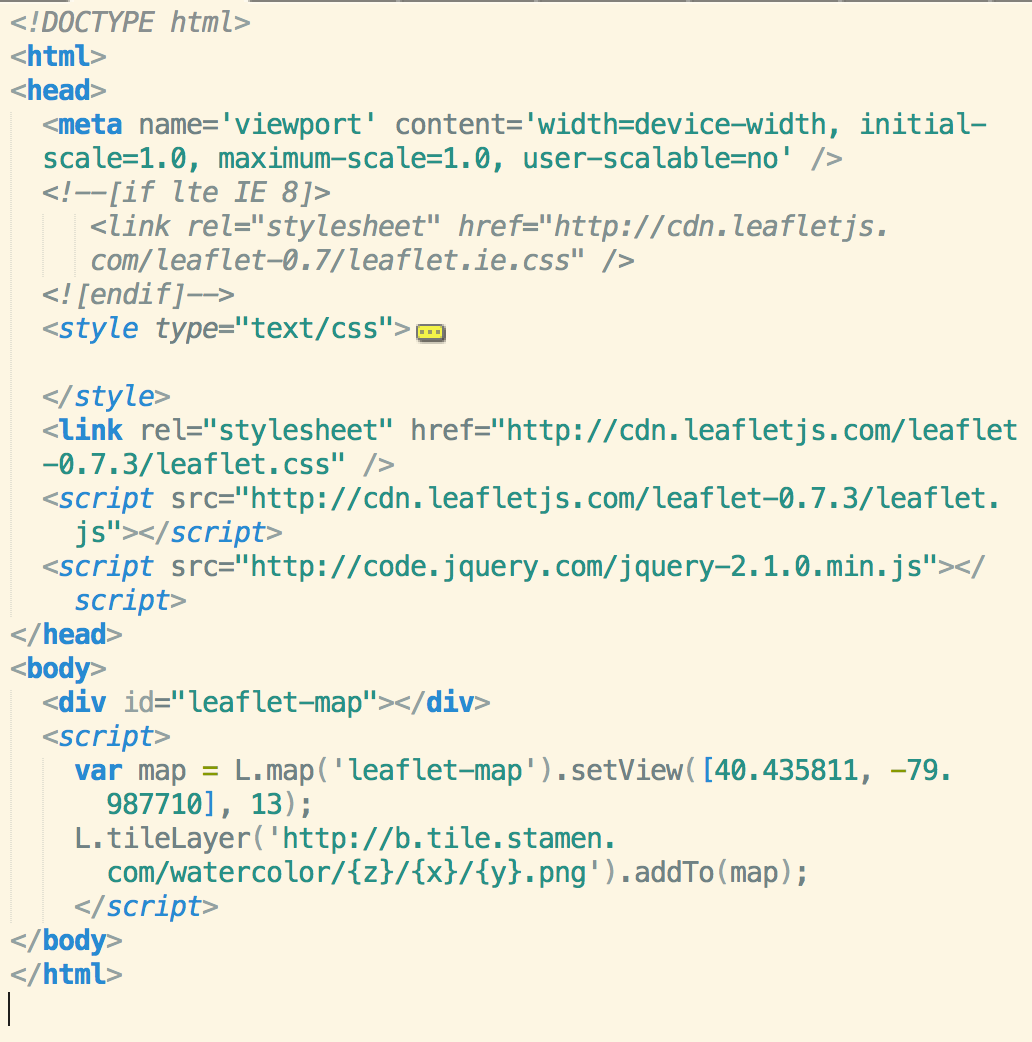 <!DOCTYPE html>
<html>
<head>
<meta name='viewport' content='width=device-width, initial-
scale=1.0, maximum-scale=1.0, user-scalable=no' />
<!--[if lte IE 8]>
<link rel="stylesheet" href="http://cdn.leafletjs.
com/leaflet-0.7/leaflet.ie.css" />
<![endif]-->
<style type="text/css">
</style>
<link rel="stylesheet" href="http://cdn.leafletjs.com/leaflet
-0.7.3/leaflet.css" />
<script src="http://cdn.leafletjs.com/leaflet-0.7.3/leaflet.
js"></script>
<script src="http://code.jquery.com/jquery-2.1.0.min.js"></
script>
</head>
<body>
<div id="leaflet-map"></div>
<script>
var map = L.map('leaflet-map').setView([40.435811, -79.
987710], 13);
L.tileLayer('http://b.tile.stamen.
com/watercolor/{z}/{x}/{y}.png').addTo(map);
</script>
</body>
</html>